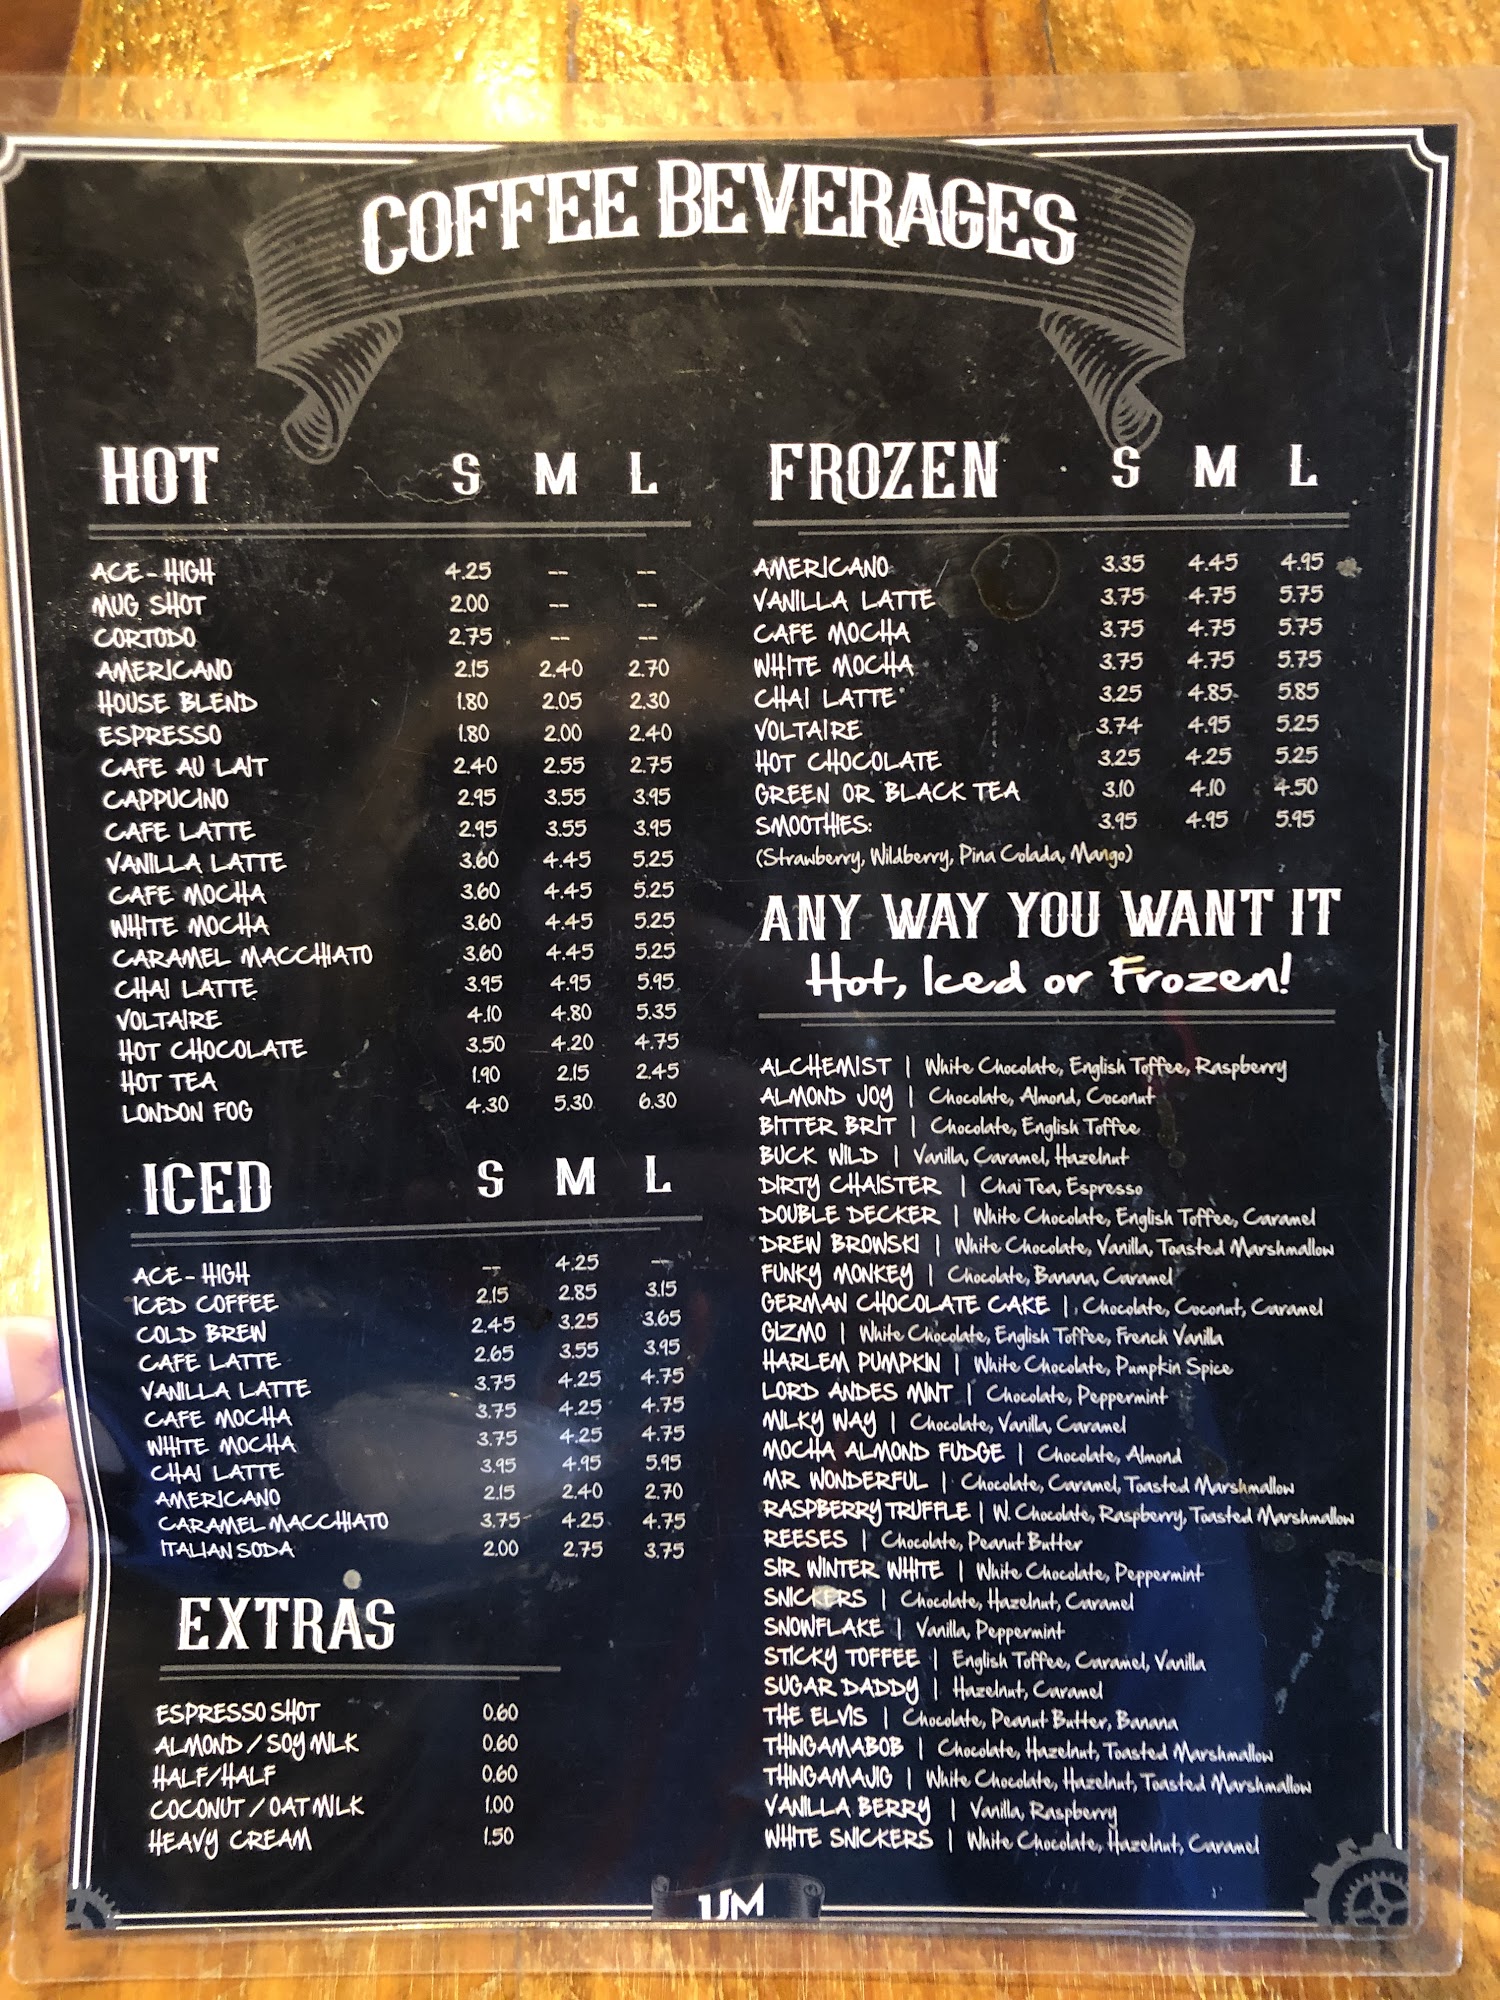 COFFEE BEVERAGES
HOT S M L
ACE-HIGH 4.25 -- --
MUG SHOT 2.00 -- --
CORTODO 2.75 -- --
AMERICANO 2.15 2.40 2.70
HOUSE BLEND 1.80 2.05 2.30
ESPRESSO 1.80 2.00 2.40
CAFE AU LAIT 2.40 2.55 2.75
CAPPUCINO 2.95 3.55 3.95
CAFE LATTE 2.95 3.55 3.95
VANILLA LATTE 3.60 4.45 5.25
CAFE MOCHA 3.60 4.45 5.25
WHITE MOCHA 3.60 4.45 5.25
CARAMEL MACCHIATO 3.60 4.45 5.25
CHAI LATTE 3.95 4.95 5.95
VOLTAIRE 4.10 4.80 5.35
HOT CHOCOLATE 3.50 4.20 4.75
HOT TEA 1.90 2.15 2.45
LONDON FOG 4.30 5.30 6.30
ICED S M L
ACE-HIGH -- 4.25 --
ICED COFFEE 2.15 2.85 3.15
COLD BREW 2.45 3.25 3.65
CAFE LATTE 2.65 3.55 3.95
VANILLA LATTE 3.75 4.25 4.75
CAFE MOCHA 3.75 4.25 4.75
WHITE MOCHA 3.75 4.25 4.75
CHAI LATTE 3.95 4.95 5.95
AMERICANO 2.15 2.40 2.70
CARAMEL MACCHIATO 3.75 4.25 4.75
ITALIAN SODA 2.00 2.75 3.75
EXTRAS
ESPRESSO SHOT 0.60
ALMOND / SOY MILK 0.60
HALF/HALF 0.60
COCONUT / OAT MILK 1.00
HEAVY CREAM 1.50
FROZEN S M L
AMERICANO 3.35 4.45 4.95
VANILLA LATTE 3.75 4.75 5.75
CAFE MOCHA 3.75 4.75 5.75
WHITE MOCHA 3.75 4.75 5.75
CHAI LATTE 3.25 4.85 5.85
VOLTAIRE 3.74 4.95 5.25
HOT CHOCOLATE 3.25 4.25 5.25
GREEN OR BLACK TEA 3.10 4.10 4.50
SMOOTHIES: 3.95 4.95 5.95
(Strawberry, Wildberry, Pina Colada, Mango)
ANY WAY YOU WANT IT
Hot, Iced or Frozen!
ALCHEMIST | White Chocolate, English Toffee, Raspberry
ALMOND JOY | Chocolate, Almond, Coconut
BITTER BRIT | Chocolate, English Toffee
BUCK WILD | Vanilla, Caramel, Hazelnut
DIRTY CHAISTER | Chai Tea, Espresso
DOUBLE DECKER | White Chocolate, English Toffee, Caramel
DREW BROWSKI | White Chocolate, Vanilla, Toasted Marshmallow
FUNKY MONKEY | Chocolate, Banana, Caramel
GERMAN CHOCOLATE CAKE | Chocolate, Coconut, Caramel
GIZMO | White Chocolate, English Toffee, French Vanilla
HARLEM PUMPKIN | White Chocolate, Pumpkin Spice
LORD ANDES MINT | Chocolate, Peppermint
MILKY WAY | Chocolate, Vanilla, Caramel
MOCHA ALMOND FUDGE | Chocolate, Almond
MR WONDERFUL | Chocolate, Caramel, Toasted Marshmallow
RASPBERRY TRUFFLE | W. Chocolate, Raspberry, Toasted Marshmallow
REESES | Chocolate, Peanut Butter
SIR WINTER WHITE | White Chocolate, Peppermint
SNICKERS | Chocolate, Hazelnut, Caramel
SNOWFLAKE | Vanilla, Peppermint
STICKY TOFFEE | English Toffee, Caramel, Vanilla
SUGAR DADDY | Hazelnut, Caramel
THE ELVIS | Chocolate, Peanut Butter, Banana
THINGAMABOB | Chocolate, Hazelnut, Toasted Marshmallow
THINGAMAJIG | White Chocolate, Hazelnut, Toasted Marshmallow
VANILLA BERRY | Vanilla, Raspberry
WHITE SNICKERS | White Chocolate, Hazelnut, Caramel